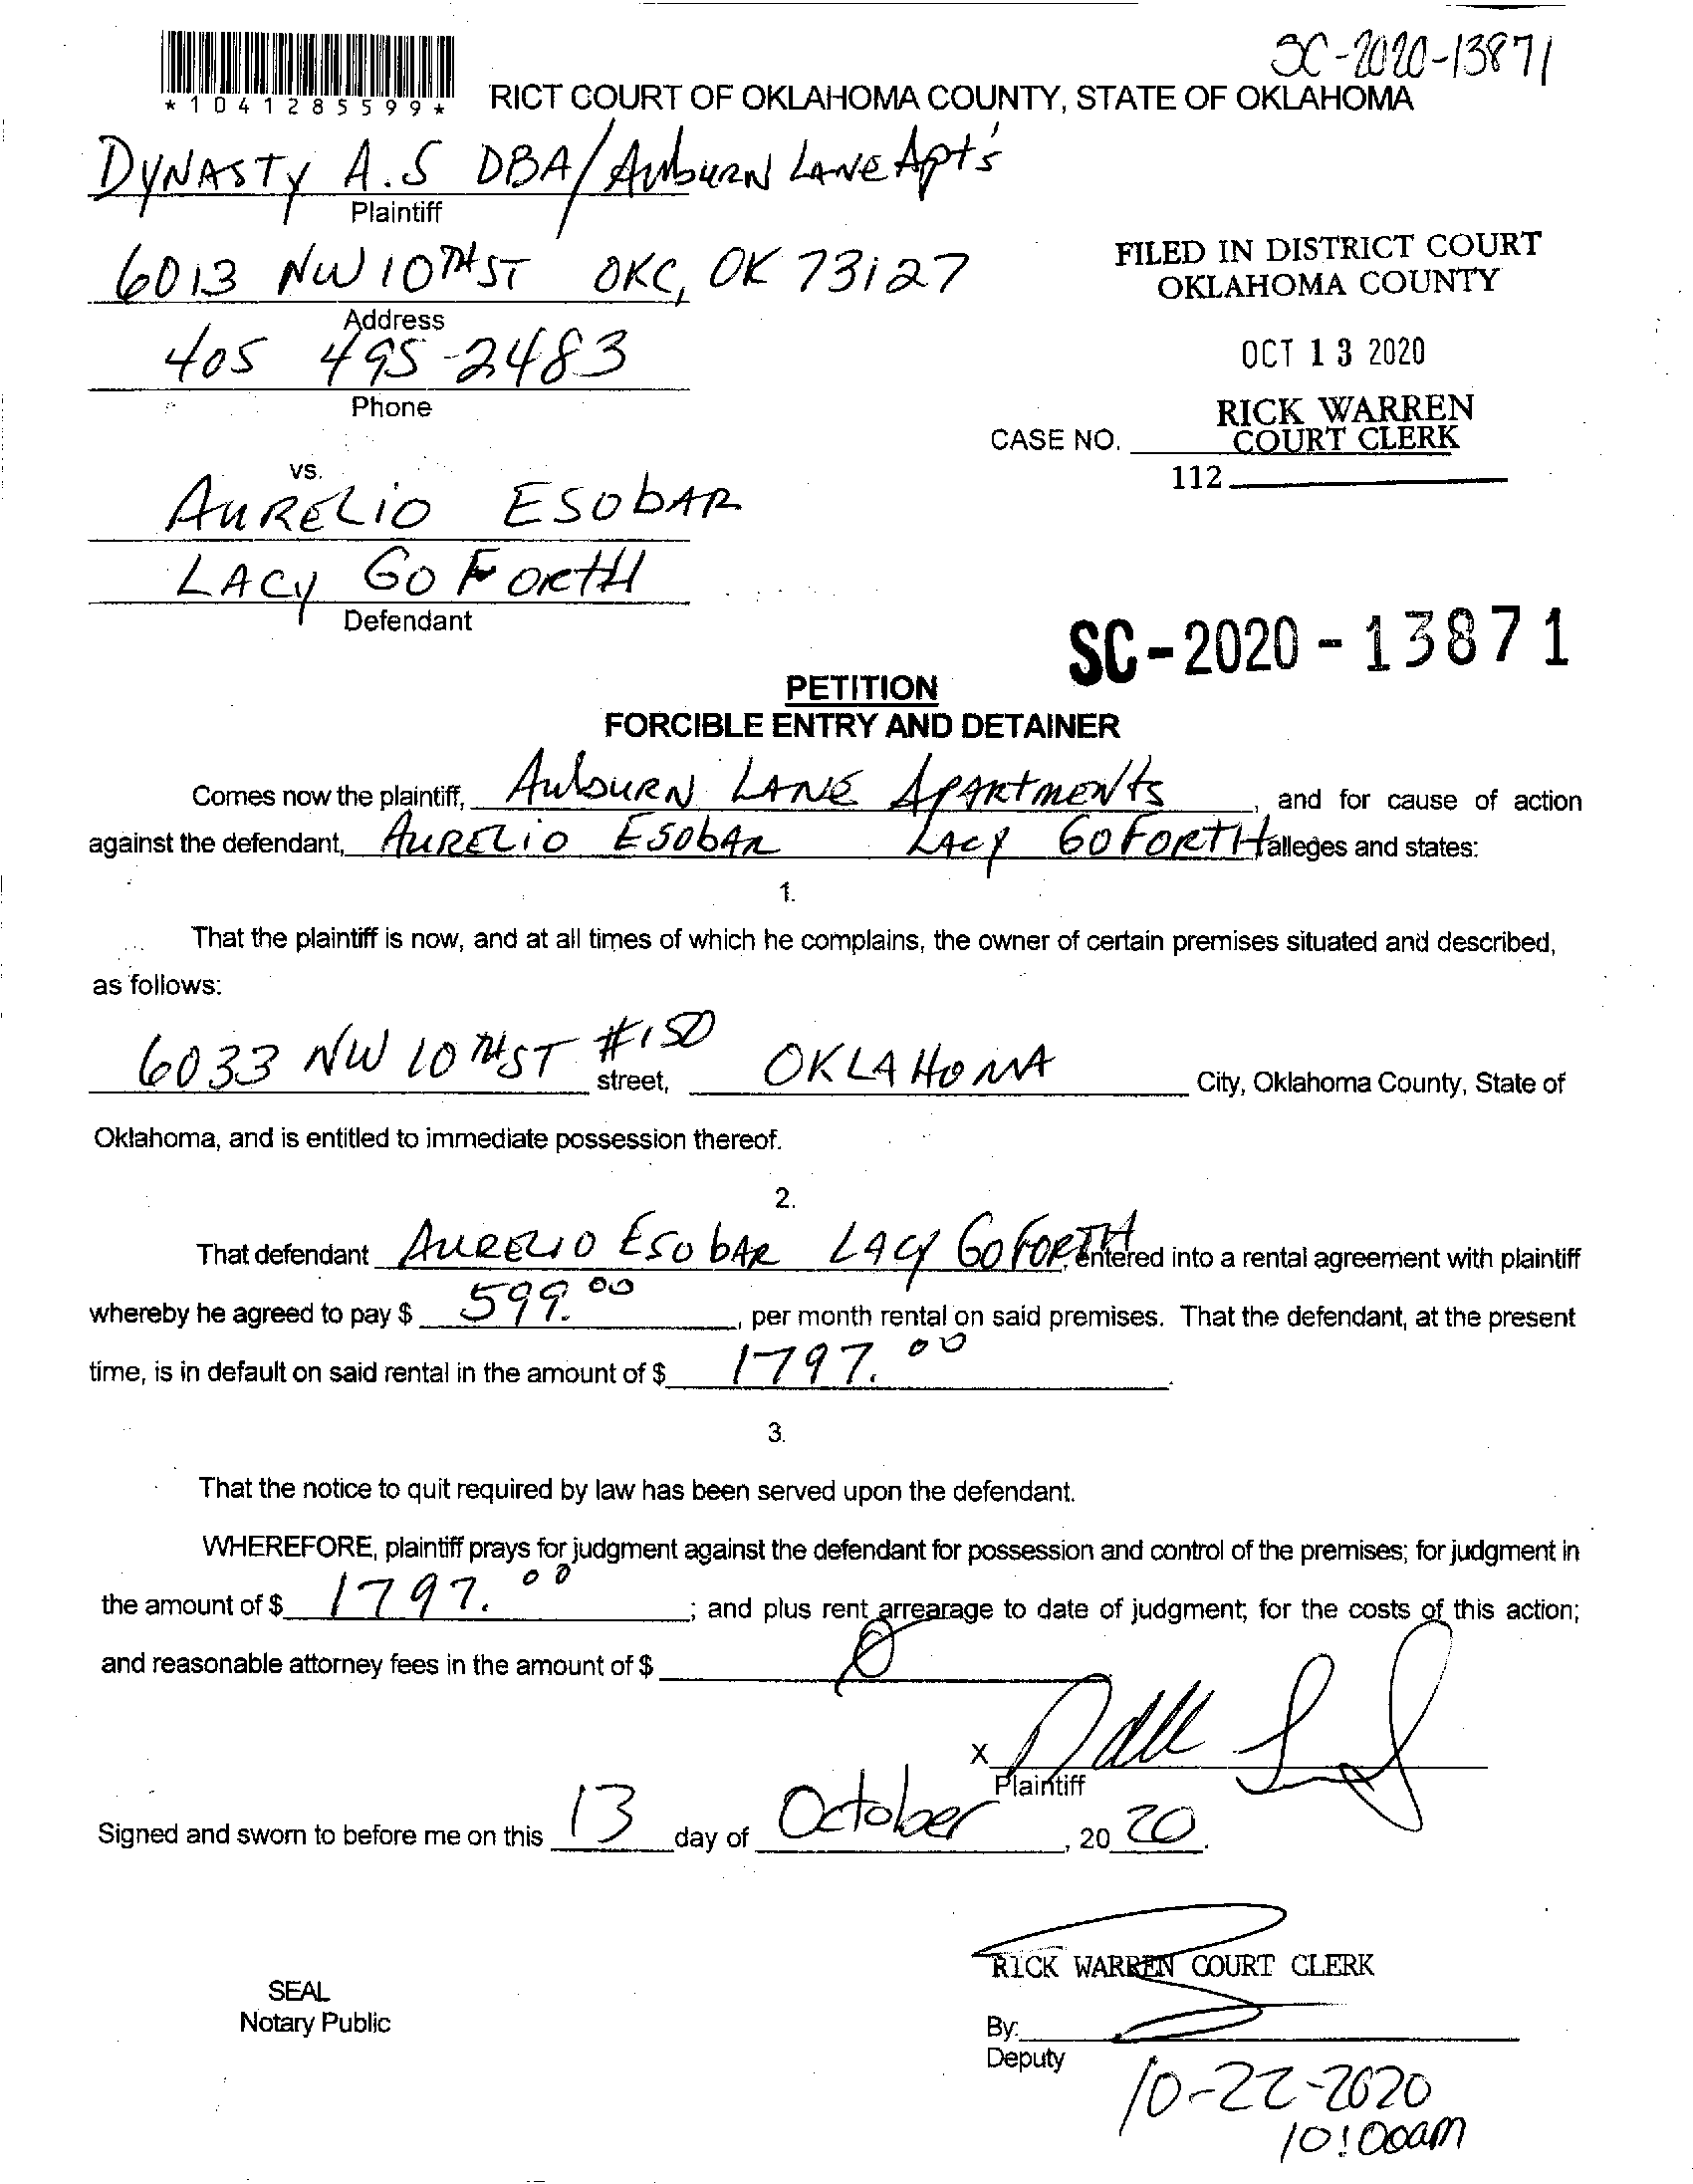 SC-2020-13871
*1041285599*
RICT COURT OF OKLAHOMA COUNTY, STATE OF OKLAHOMA
DYNASTY A.S DBA/AuburN LANE Apt's
Plaintiff
6013 NW 10TH ST OKC, OK 73127
Address
FILED IN DISTRICT COURT
OKLAHOMA COUNTY
405 495-2483
Phone
OCT 13 2020
RICK WARREN
CASE NO. COURT CLERK
112
vs.
AURELIO ESObAR
LACY GO FORTH
Defendant
SC-2020-13871
PETITION
FORCIBLE ENTRY AND DETAINER
Comes now the plaintiff, AubURN LANE APARtmENts, and for cause of action
against the defendant, AURELIO ESObAR LACY GOFORTH alleges and states:
1.
That the plaintiff is now, and at all times of which he complains, the owner of certain premises situated and described,
as follows:
6033 NW 10TH ST #150 street, OKLAHOMA City, Oklahoma County, State of
Oklahoma, and is entitled to immediate possession thereof.
2.
That defendant AURELIO ESObAR LACY GOFORTH, entered into a rental agreement with plaintiff
whereby he agreed to pay $ 599.00, per month rental on said premises. That the defendant, at the present
time, is in default on said rental in the amount of $ 1797.00.
3.
That the notice to quit required by law has been served upon the defendant.
WHEREFORE, plaintiff prays for judgment against the defendant for possession and control of the premises; for judgment in
the amount of $ 1797.00; and plus rent arrearage to date of judgment; for the costs of this action;
and reasonable attorney fees in the amount of $ 0
X
Plaintiff
Signed and sworn to before me on this 13 day of October, 2020.
RICK WARREN COURT CLERK
SEAL
Notary Public
By:
Deputy
10-22-2020
10:00am